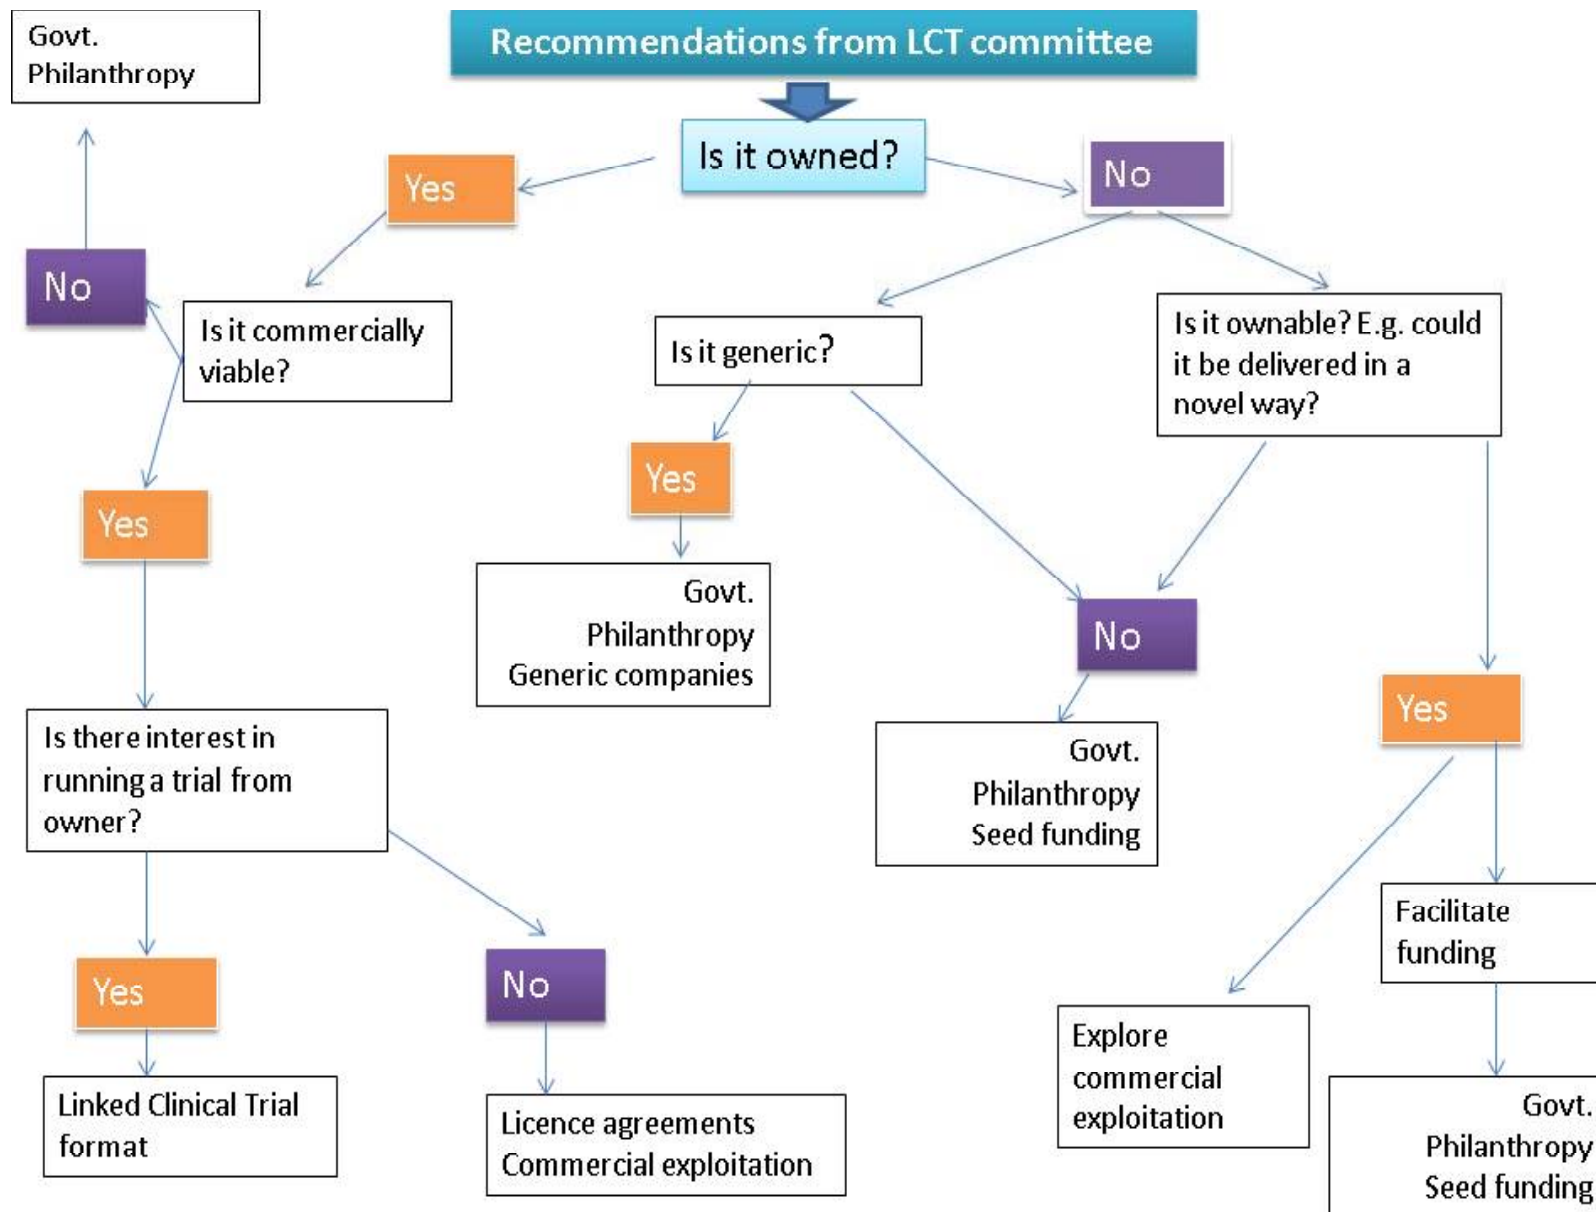 Govt.
Philanthropy
Recommendations from LCT committee
Is it owned?
Yes
No
No
Is it commercially
viable?
Is it generic?
Is it ownable? E.g. could
it be delivered in a
novel way?
Yes
Yes
Govt.
Philanthropy
Generic companies
No
Yes
Is there interest in
running a trial from
owner?
Govt.
Philanthropy
Seed funding
Facilitate
funding
Yes
No
Explore
commercial
exploitation
Linked Clinical Trial
format
Licence agreements
Commercial exploitation
Govt.
Philanthropy
Seed funding